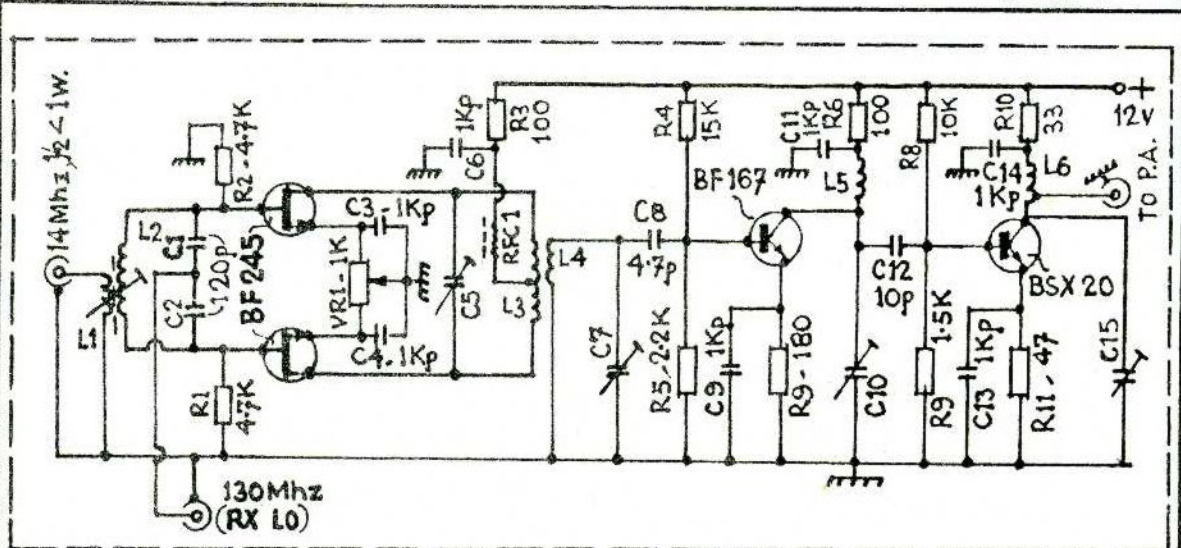 14Mhz, ½<1W.
L1
L2
C1
C2
120p
R2-4.7K
BF245
R1
4.7K
130Mhz
(RX LO)
C3-1Kp
VR1-1K
C4-1Kp
C6
1Kp
R3
100
C5
RFC1
L3
L4
C7
C8
4.7p
R4
15K
R5-2.2K
BF167
C9
1Kp
R9-180
C11
1Kp
R6
100
L5
C10
C12
10p
R8
10K
R9
1.5K
C13
1Kp
R11-47
C14
1Kp
R10
33
L6
BSX20
C15
12v
+
TO P.A.